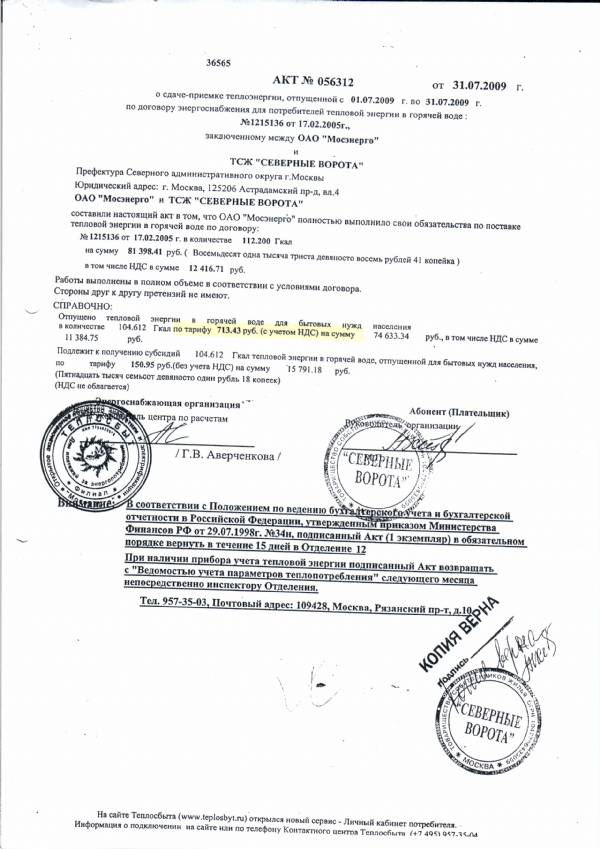 36565
АКТ № 056312 от 31.07.2009 г.
о сдаче-приемке теплоэнергии, отпущенной с 01.07.2009 г. по 31.07.2009 г.
по договору энергоснабжения для потребителей тепловой энергии в горячей воде :
№1215136 от 17.02.2005г.,
заключенному между ОАО "Мосэнерго"
и
ТСЖ "СЕВЕРНЫЕ ВОРОТА"
Префектура Северного административного округа г.Москвы
Юридический адрес: г. Москва, 125206 Астрадамский пр-д, вл.4
ОАО "Мосэнерго" и ТСЖ "СЕВЕРНЫЕ ВОРОТА"
составили настоящий акт в том, что ОАО "Мосэнерго" полностью выполнило свои обязательства по поставке
тепловой энергии в горячей воде по договору:
№1215136 от 17.02.2005 г. в количестве 112.200 Гкал
на сумму 81 398.41 руб. ( Восемьдесят одна тысяча триста девяносто восемь рублей 41 копейка )
в том числе НДС в сумме 12 416.71 руб.
Работы выполнены в полном объеме в соответствии с условиями договора.
Стороны друг к другу претензий не имеют.
СПРАВОЧНО:
Отпущено тепловой энергии в горячей воде для бытовых нужд населения
в количестве 104.612 Гкал по тарифу 713.43 руб. (с учетом НДС) на сумму 74 633.34 руб., в том числе НДС в сумме
11 384.75 руб.
Подлежит к получению субсидий 104.612 Гкал тепловой энергии в горячей воде, отпущенной для бытовых нужд населения,
по тарифу 150.95 руб.(без учета НДС) на сумму 15 791.18 руб.
(Пятнадцать тысяч семьсот девяносто один рубль 18 копеек)
(НДС не облагается)
Энергоснабжающая организация
Абонент (Плательщик)
центра по расчетам
Руководитель организации
ТЕПЛОСБЫТ
Филиал
/ Г.В. Аверченкова /
"СЕВЕРНЫЕ
ВОРОТА"
Внимание:
В соответствии с Положением по ведению бухгалтерского учета и бухгалтерской
отчетности в Российской Федерации, утвержденным приказом Министерства
Финансов РФ от 29.07.1998г. №34н, подписанный Акт (1 экземпляр) в обязательном
порядке вернуть в течение 15 дней в Отделение 12
При наличии прибора учета тепловой энергии подписанный Акт возвращать
с "Ведомостью учета параметров теплопотребления" следующего месяца
непосредственно инспектору Отделения.
Тел. 957-35-03, Почтовый адрес: 109428, Москва, Рязанский пр-т, д.10
КОПИЯ ВЕРНА
Подпись
"СЕВЕРНЫЕ
ВОРОТА"
МОСКВА
На сайте Теплосбыта (www.teplosbyt.ru) открылся новый сервис - Личный кабинет потребителя.
Информация о подключении на сайте или по телефону Контактного центра Теплосбыта (+7 495) 957-35-04